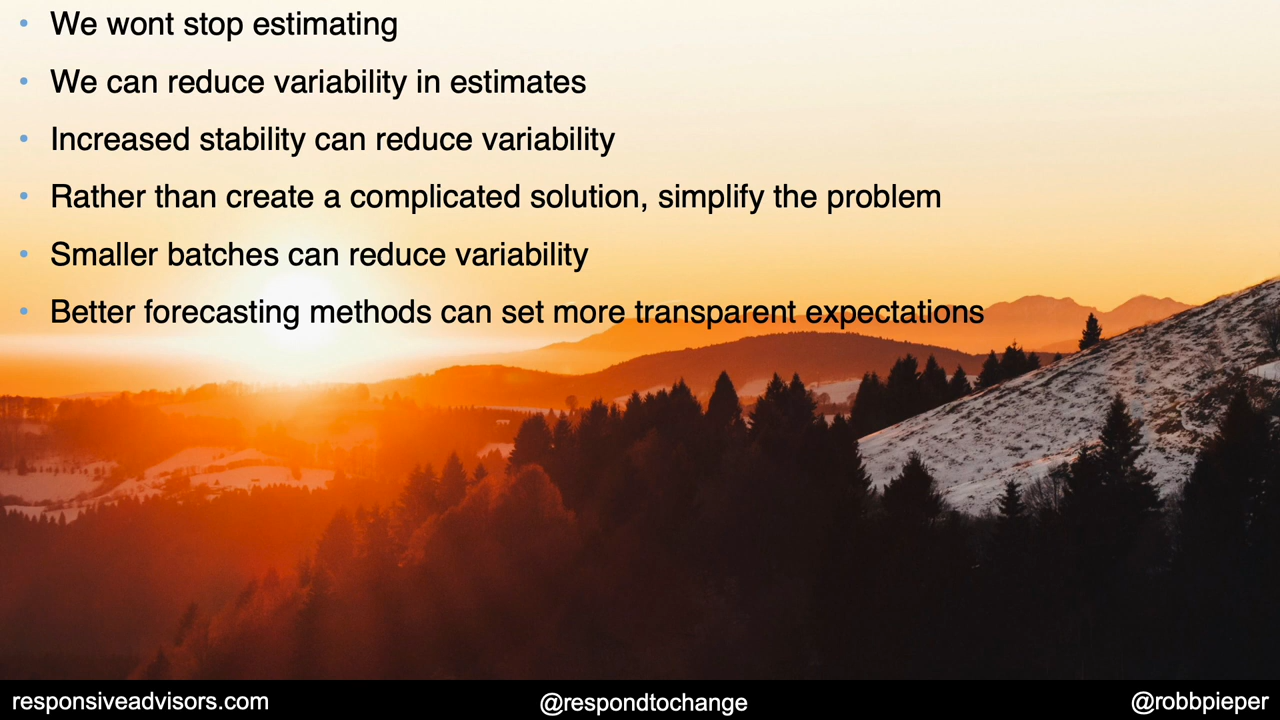 We wont stop estimating
We can reduce variability in estimates
Increased stability can reduce variability
Rather than create a complicated solution, simplify the problem
Smaller batches can reduce variability
Better forecasting methods can set more transparent expectations
responsiveadvisors.com
@respondtochange
@robbpieper